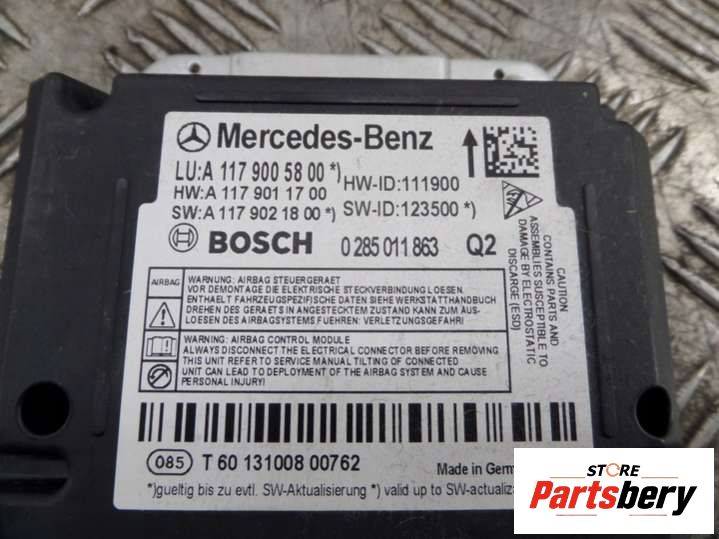 Mercedes-Benz
LU:A 117 900 58 00 *)
HW:A 117 901 17 00
HW-ID:111900
SW:A 117 902 18 00 *)
SW-ID:123500 *)
BOSCH 0 285 011 863 Q2
CAUTION
CONTAINS PARTS AND
ASSEMBLIES SUSCEPTIBLE TO
DAMAGE BY ELECTROSTATIC
DISCARGE (ESD)
AIRBAG
WARNUNG: AIRBAG STEUERGERAET
VOR DEMONTAGE DIE ELEKTRISCHE STECKVERBINDUNG LOESEN.
ENTHAELT FAHRZEUGSPEZIFISCHE DATEN SIEHE WERKSTATTHANDBUCH
DREHEN DES GERAETS IN ANGESTECKTEM ZUSTAND KANN ZUM AUS-
LOESEN DES AIRBAGSYSTEMS FUEHREN: VERLETZUNGSGEFAHR!
WARNING: AIRBAG CONTROL MODULE
ALWAYS DISCONNECT THE ELECTRICAL CONNECTOR BEFORE REMOVING
THIS UNIT REFER TO SERVICE MANUAL TILTING OF CONNECTED
UNIT CAN LEAD TO DEPLOYMENT OF THE AIRBAG SYSTEM AND CAUSE
PERSONAL INJURY!
085 T 60 131008 00762
Made in Germ
*)gueltig bis zu evtl. SW-Aktualisierung *) valid up to SW-actualiza
STORE
Partsbery